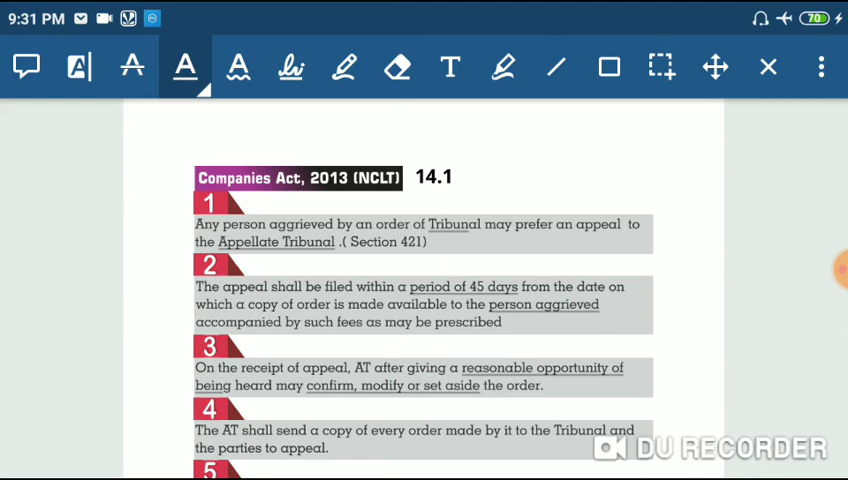 9:31 PM
70
Companies Act, 2013 (NCLT) 14.1
1
Any person aggrieved by an order of Tribunal may prefer an appeal to
the Appellate Tribunal .( Section 421)
2
The appeal shall be filed within a period of 45 days from the date on
which a copy of order is made available to the person aggrieved
accompanied by such fees as may be prescribed
3
On the receipt of appeal, AT after giving a reasonable opportunity of
being heard may confirm, modify or set aside the order.
4
The AT shall send a copy of every order made by it to the Tribunal and
the parties to appeal.
DU RECORDER
5